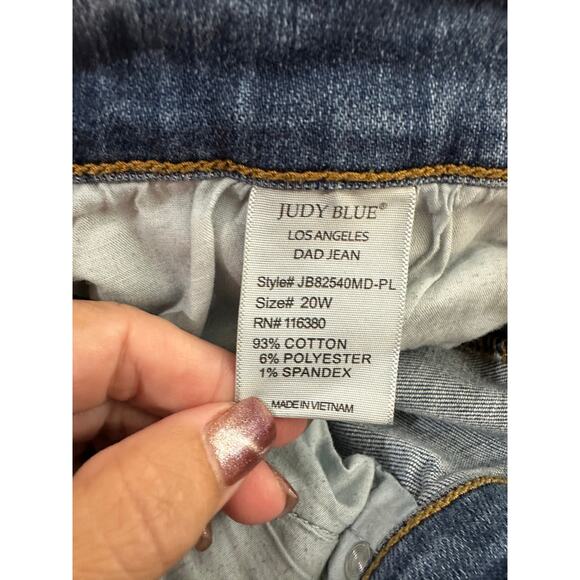 JUDY BLUE®
LOS ANGELES
DAD JEAN
Style# JB82540MD-PL
Size# 20W
RN# 116380
93% COTTON
6% POLYESTER
1% SPANDEX
MADE IN VIETNAM